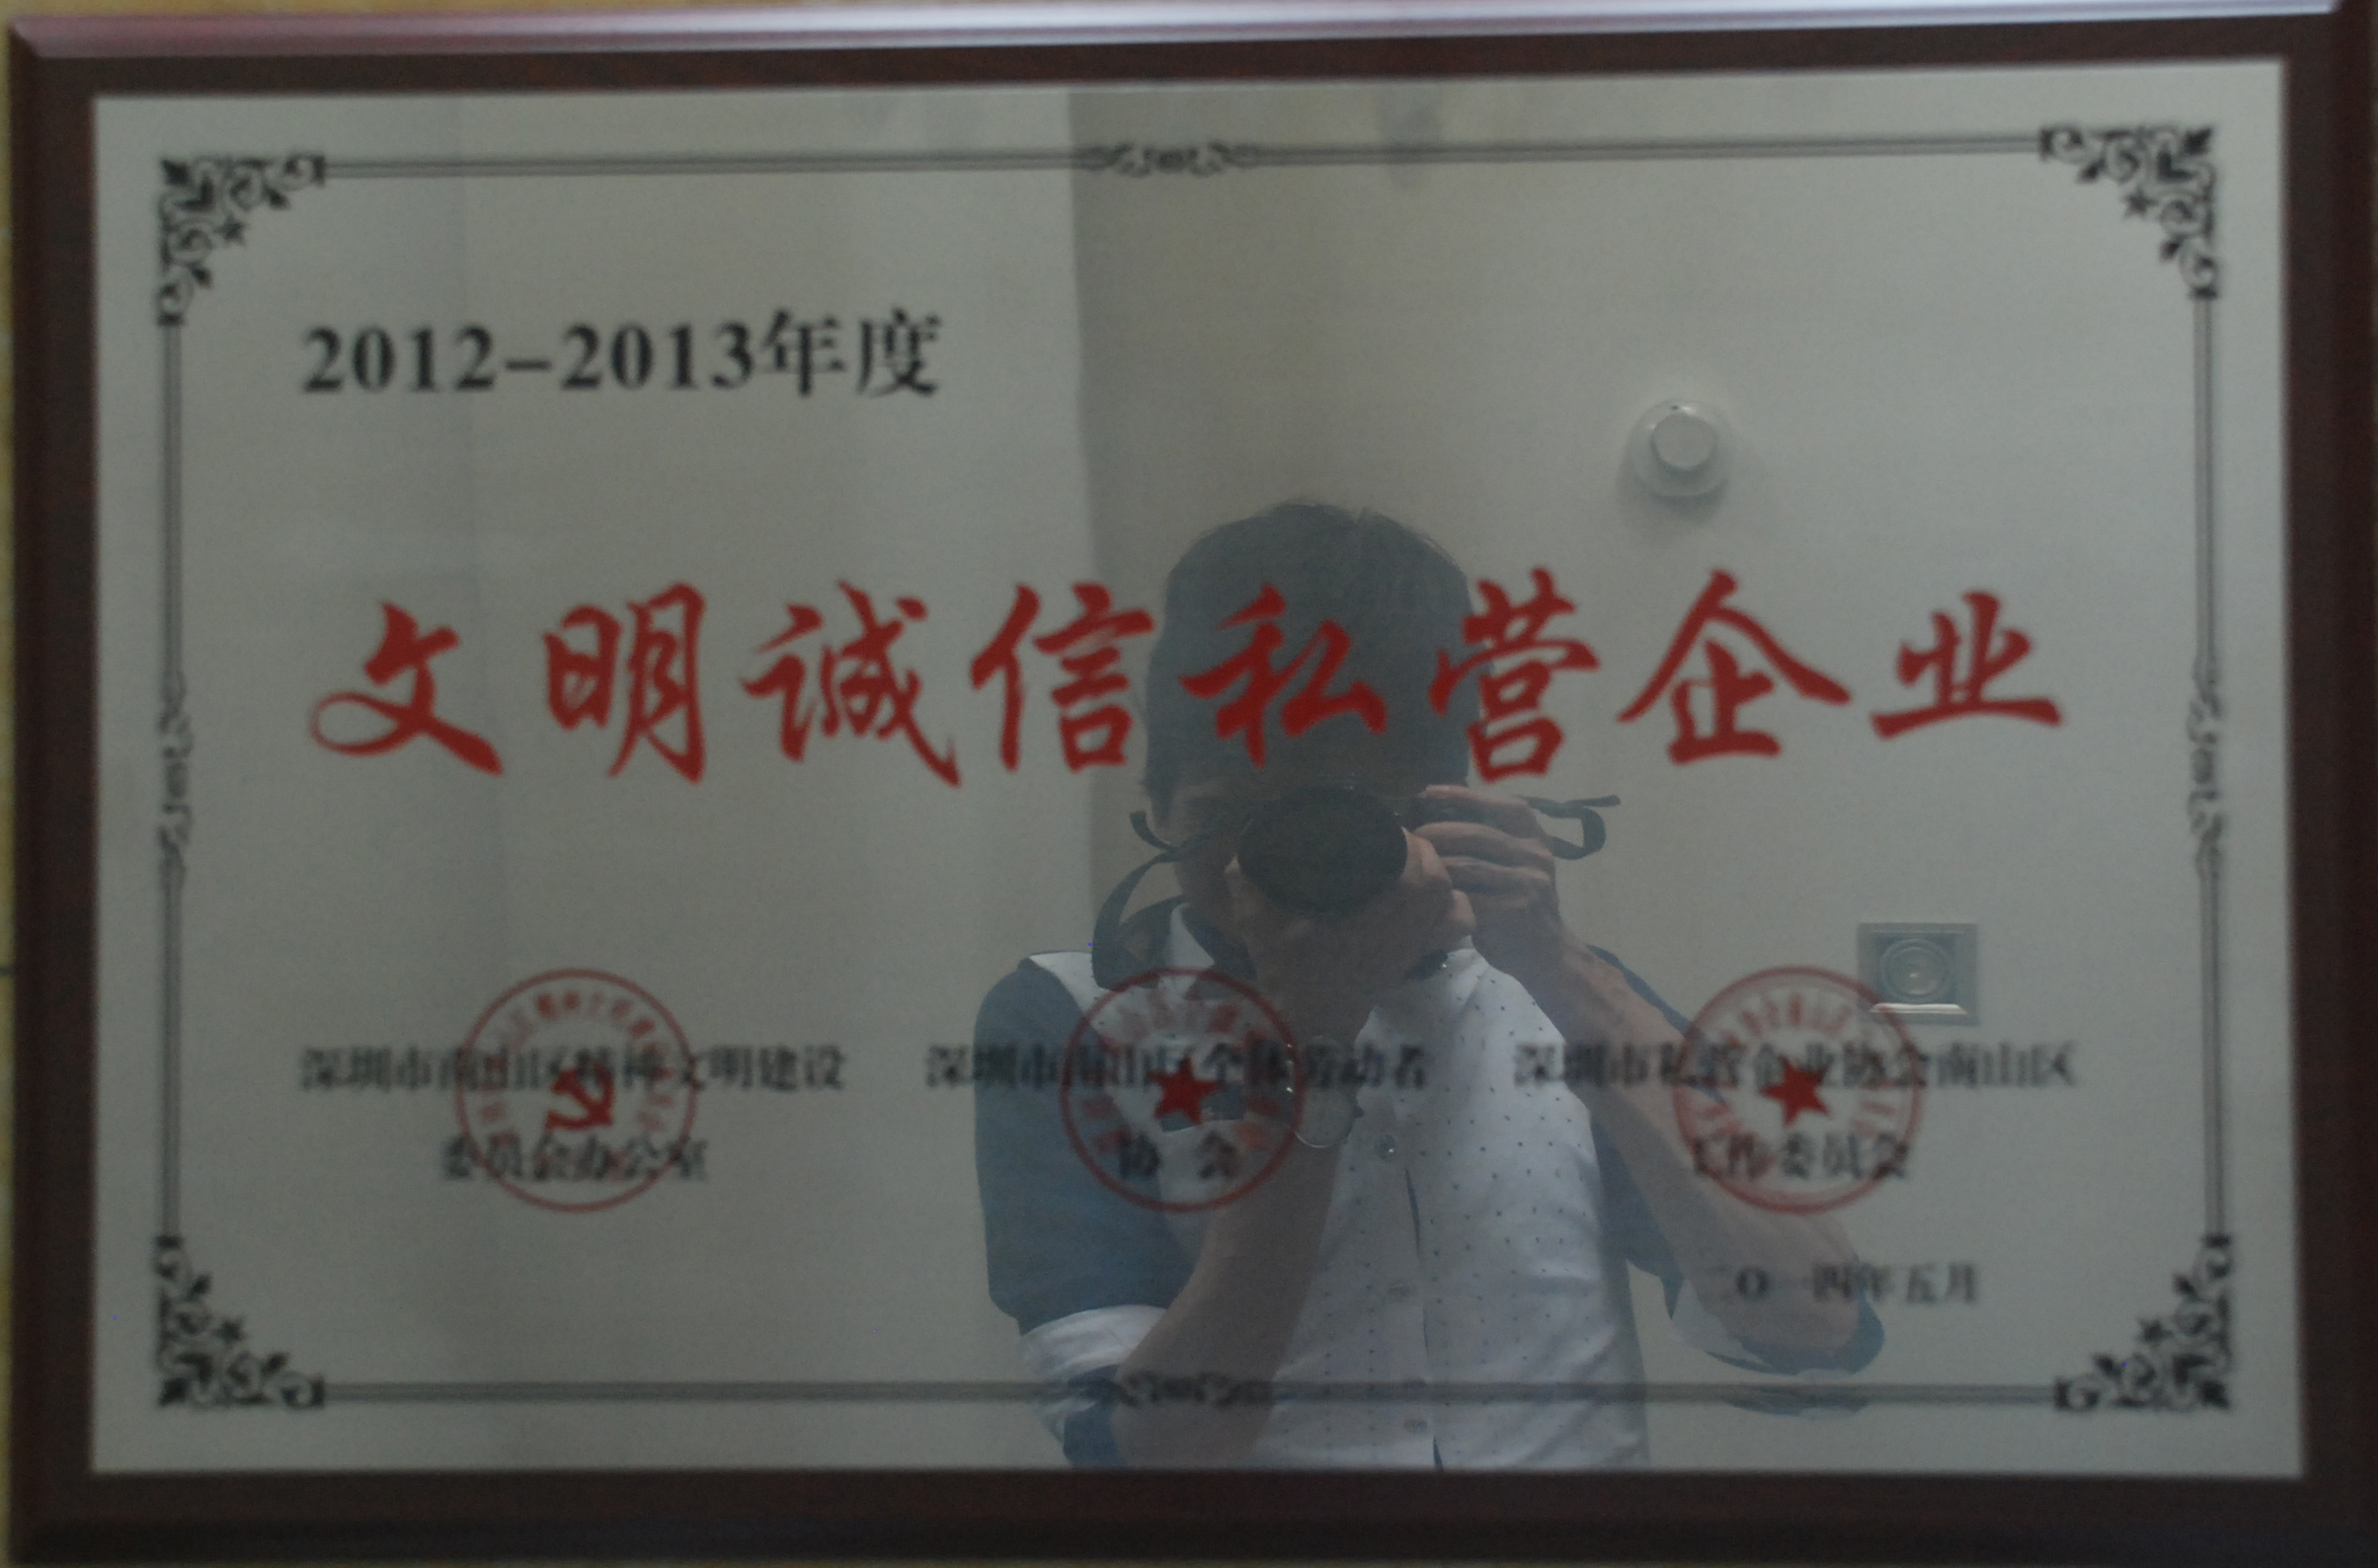 2012-2013年度
文明诚信私营企业
深圳市南山区精神文明建设 深圳市南山区个体劳动者 深圳市私营企业协会南山区
委员会办公室 协会 工作委员会
二〇一四年五月